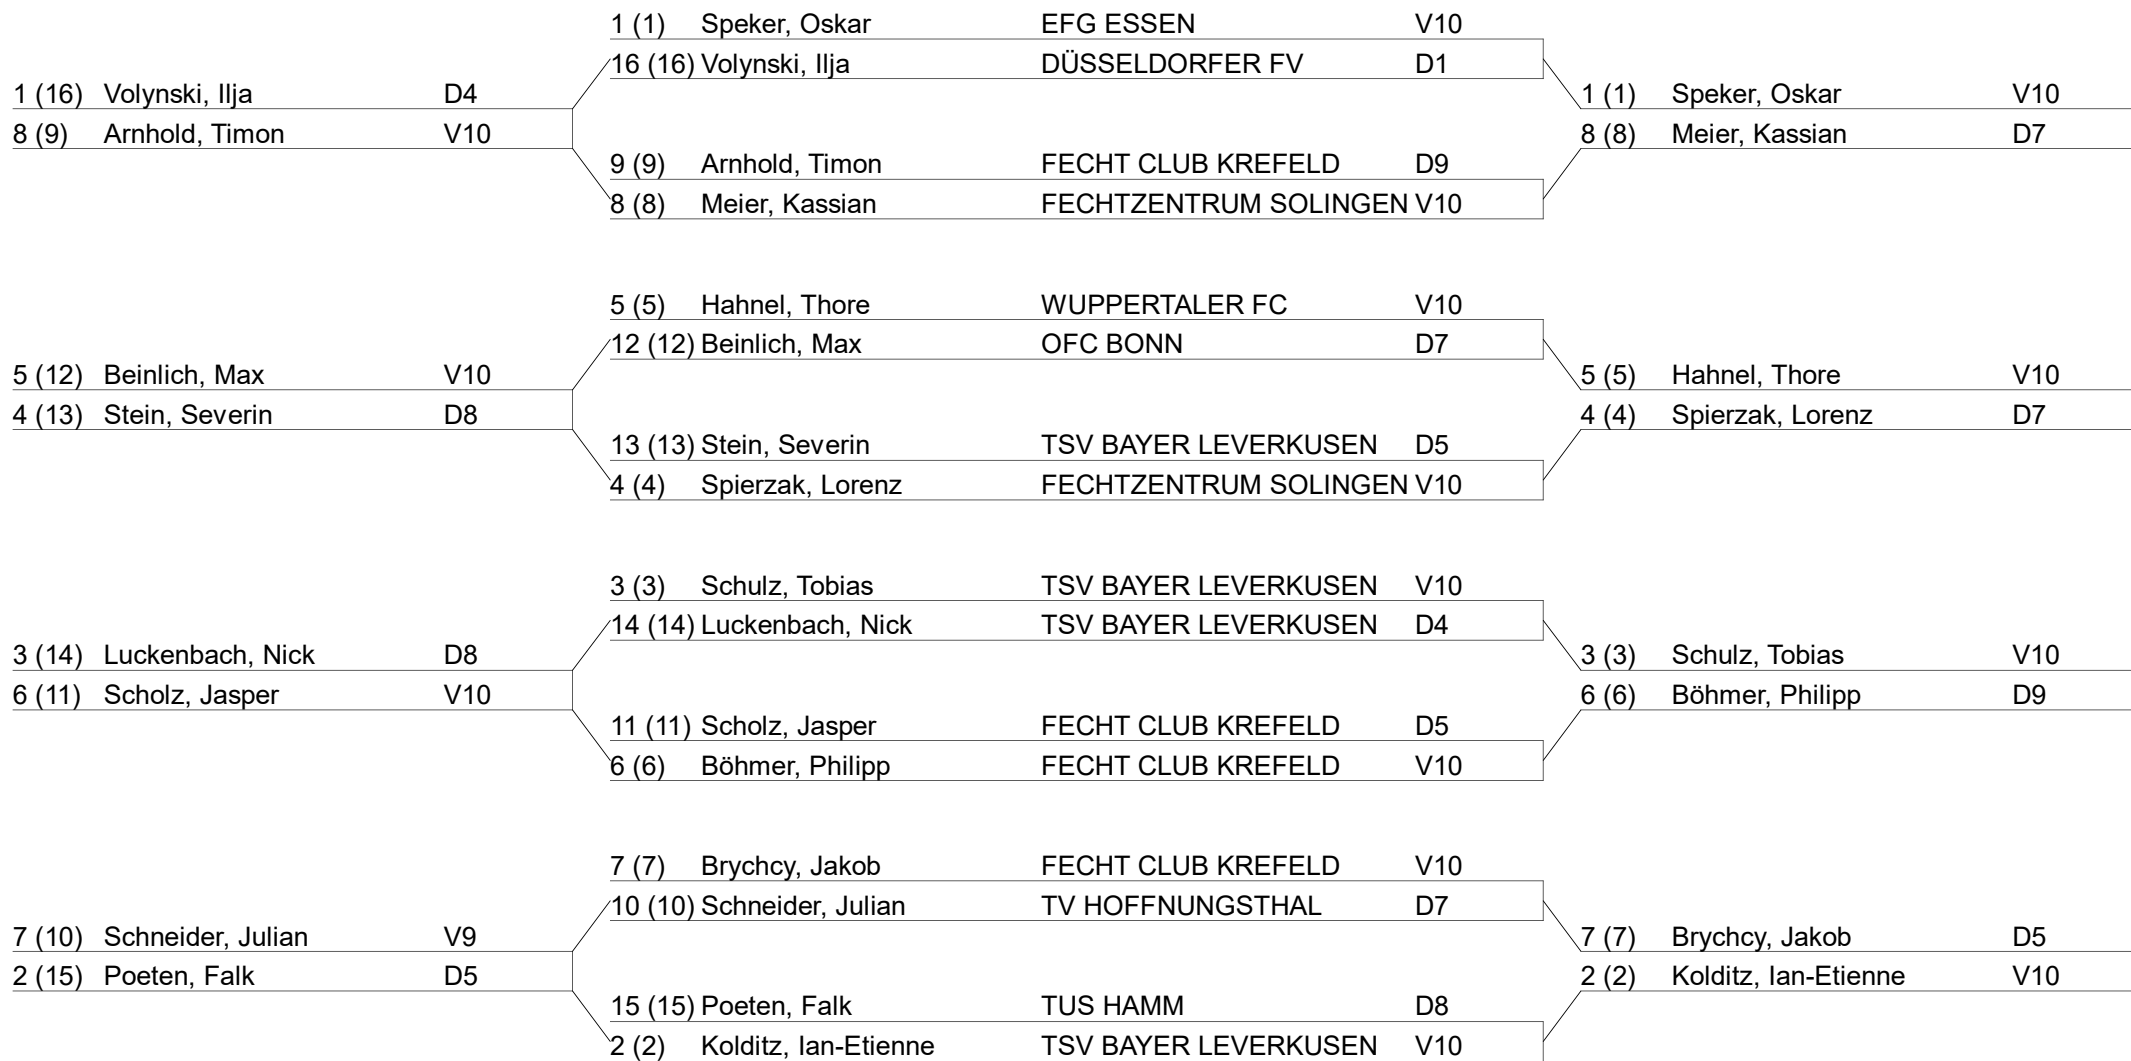 1 (1) Speker, Oskar EFG ESSEN V10
16 (16) Volynski, Ilja DÜSSELDORFER FV D1
1 (16) Volynski, Ilja D4
1 (1) Speker, Oskar V10
8 (9) Arnhold, Timon V10
8 (8) Meier, Kassian D7
9 (9) Arnhold, Timon FECHT CLUB KREFELD D9
8 (8) Meier, Kassian FECHTZENTRUM SOLINGEN V10
5 (5) Hahnel, Thore WUPPERTALER FC V10
12 (12) Beinlich, Max OFC BONN D7
5 (12) Beinlich, Max V10
5 (5) Hahnel, Thore V10
4 (13) Stein, Severin D8
4 (4) Spierzak, Lorenz D7
13 (13) Stein, Severin TSV BAYER LEVERKUSEN D5
4 (4) Spierzak, Lorenz FECHTZENTRUM SOLINGEN V10
3 (3) Schulz, Tobias TSV BAYER LEVERKUSEN V10
14 (14) Luckenbach, Nick TSV BAYER LEVERKUSEN D4
3 (14) Luckenbach, Nick D8
3 (3) Schulz, Tobias V10
6 (11) Scholz, Jasper V10
6 (6) Böhmer, Philipp D9
11 (11) Scholz, Jasper FECHT CLUB KREFELD D5
6 (6) Böhmer, Philipp FECHT CLUB KREFELD V10
7 (7) Brychcy, Jakob FECHT CLUB KREFELD V10
10 (10) Schneider, Julian TV HOFFNUNGSTHAL D7
7 (10) Schneider, Julian V9
7 (7) Brychcy, Jakob D5
2 (15) Poeten, Falk D5
2 (2) Kolditz, Ian-Etienne V10
15 (15) Poeten, Falk TUS HAMM D8
2 (2) Kolditz, Ian-Etienne TSV BAYER LEVERKUSEN V10